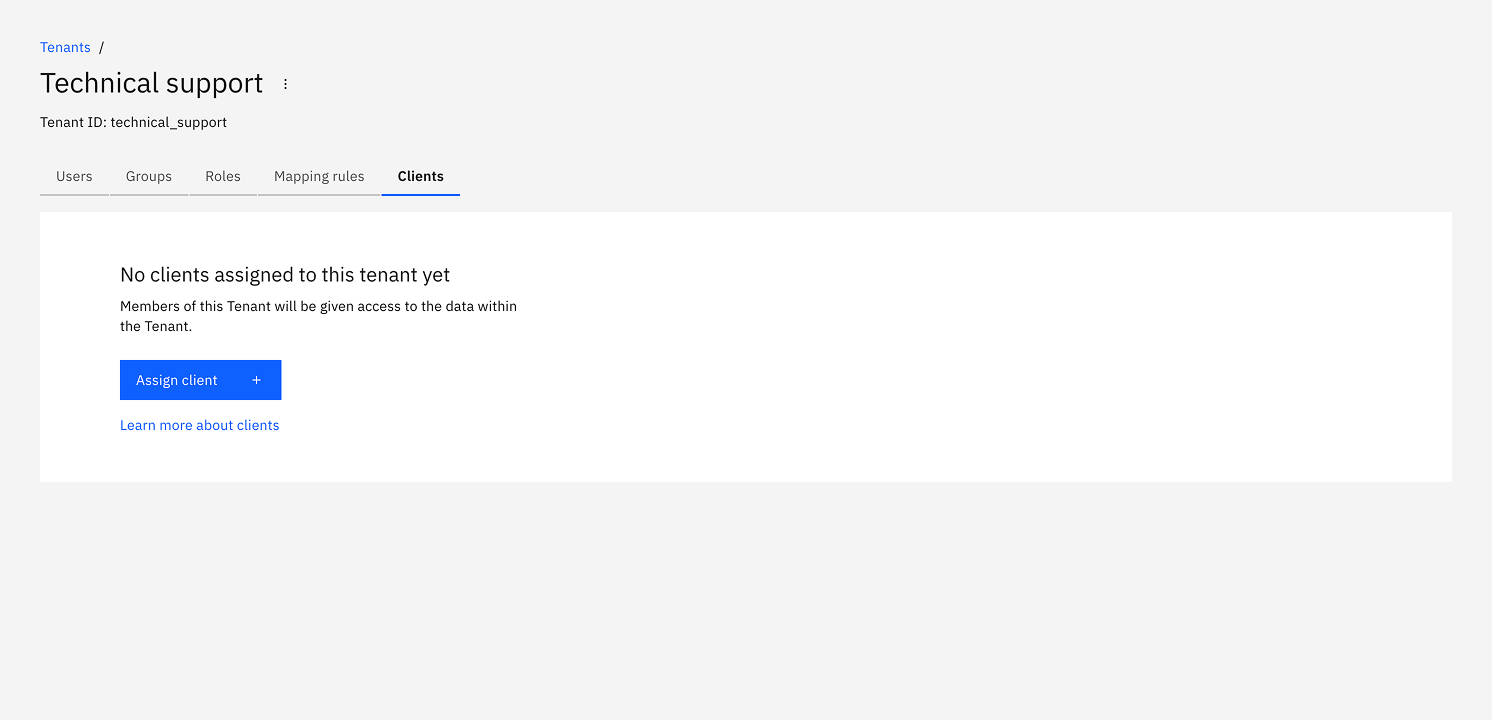 Tenants /
Technical support
Tenant ID: technical_support
Users Groups Roles Mapping rules Clients
No clients assigned to this tenant yet
Members of this Tenant will be given access to the data within
the Tenant.
Assign client +
Learn more about clients